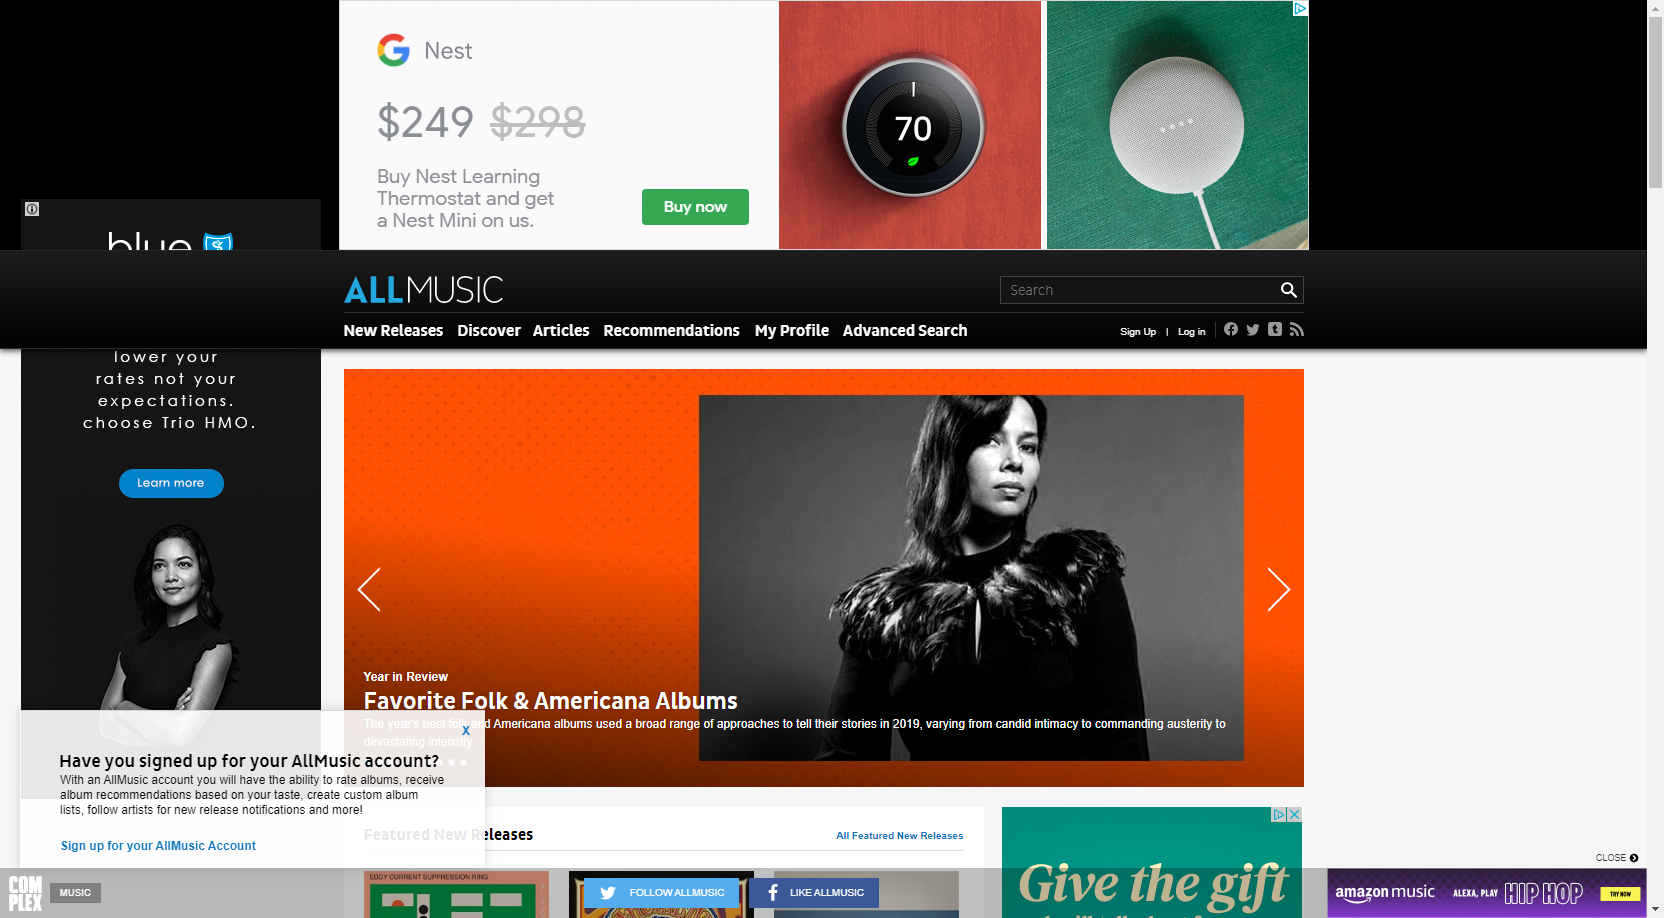 Nest
$249 $298
Buy Nest Learning
Thermostat and get
a Nest Mini on us.
Buy now
70
blue
ALLMUSIC
Search
New Releases Discover Articles Recommendations My Profile Advanced Search
Sign Up | Log in
lower your
rates not your
expectations.
choose Trio HMO.
Learn more
Year in Review
Favorite Folk & Americana Albums
The year's best folk and Americana albums used a broad range of approaches to tell their stories in 2019, varying from candid intimacy to commanding austerity to
devastating intensity.
X
Have you signed up for your AllMusic account?
With an AllMusic account you will have the ability to rate albums, receive
album recommendations based on your taste, create custom album
lists, follow artists for new release notifications and more!
Sign up for your AllMusic Account
Featured New Releases
All Featured New Releases
EDDY CURRENT SUPPRESSION RING
Give the gift
CLOSE
COM
PLEX
MUSIC
FOLLOW ALLMUSIC
LIKE ALLMUSIC
amazon music ALEXA, PLAY HIP HOP TRY NOW